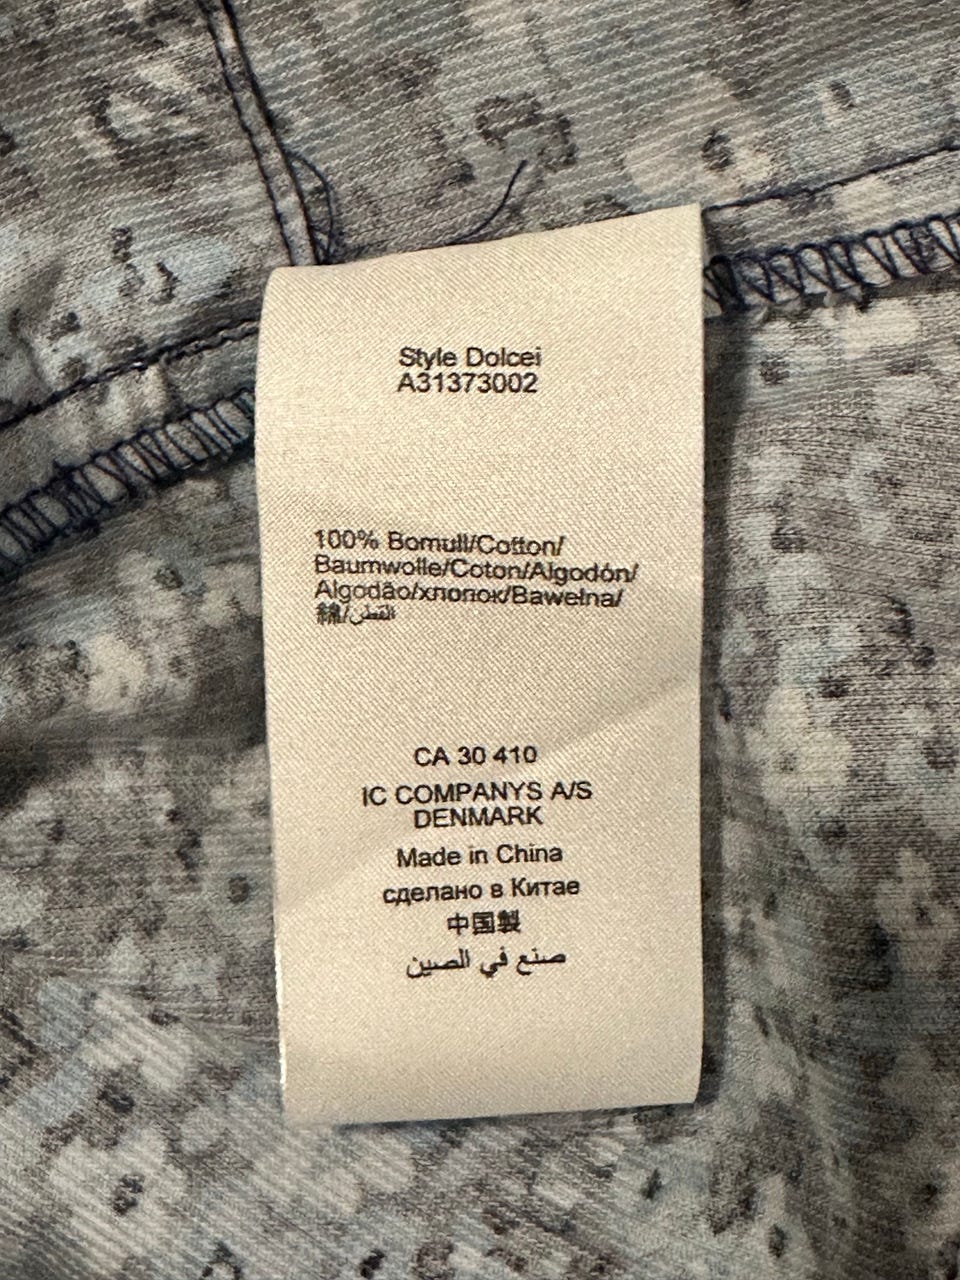 Style Dolcei
A31373002
100% Bomull/Cotton/
Baumwolle/Coton/Algodón/
Algodão/хлопок/Bawełna/
綿/القطن
CA 30 410
IC COMPANYS A/S
DENMARK
Made in China
сделано в Китае
中国製
صنع في الصين